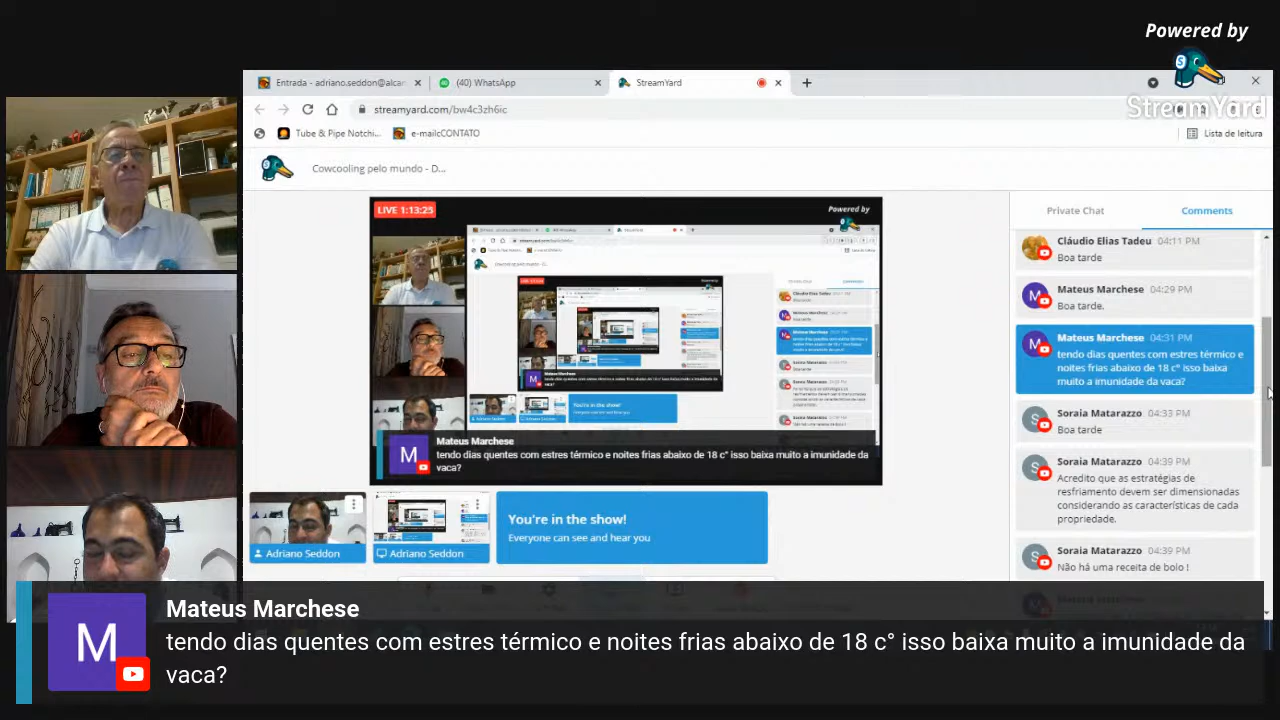 Powered by
StreamYard
Entrada - adriano.seddon@alcar
(40) WhatsApp
StreamYard
streamyard.com/bw4c3zh6ic
Tube & Pipe Notchi...
e-mailcCONTATO
Lista de leitura
Cowcooling pelo mundo - D...
LIVE 1:13:25
Powered by
Private Chat
Comments
Cláudio Elias Tadeu 04:11 PM
Boa tarde
Mateus Marchese 04:29 PM
Boa tarde.
Mateus Marchese 04:31 PM
tendo dias quentes com estres térmico e
noites frias abaixo de 18 c° isso baixa
muito a imunidade da vaca?
Soraia Matarazzo 04:33 PM
Boa tarde
Soraia Matarazzo 04:39 PM
Acredito que as estratégias de
resfriamento devem ser dimensionadas
considerando as características de cada
propriedade.
Soraia Matarazzo 04:39 PM
Não há uma receita de bolo !
M
Mateus Marchese
tendo dias quentes com estres térmico e noites frias abaixo de 18 c° isso baixa muito a imunidade da
vaca?
Adriano Seddon
Adriano Seddon
You're in the show!
Everyone can see and hear you
M
Mateus Marchese
tendo dias quentes com estres térmico e noites frias abaixo de 18 c° isso baixa muito a imunidade da
vaca?